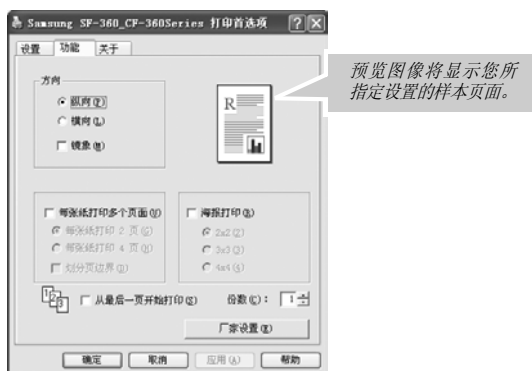 Samsung SF-360_CF-360Series 打印首选项
设置 功能 关于
方向
纵向(P)
横向(L)
镜象(M)
R
预览图像将显示您所
指定设置的样本页面。
每张纸打印多个页面(U)
每张纸打印 2 页(G)
每张纸打印 4 页
划分页边界(D)
海报打印
2x2(2)
3x3(3)
4x4(4)
1 2 3
从最后一页开始打印(S)
份数(C): 1
厂家设置(E)
确定 取消 应用(A) 帮助